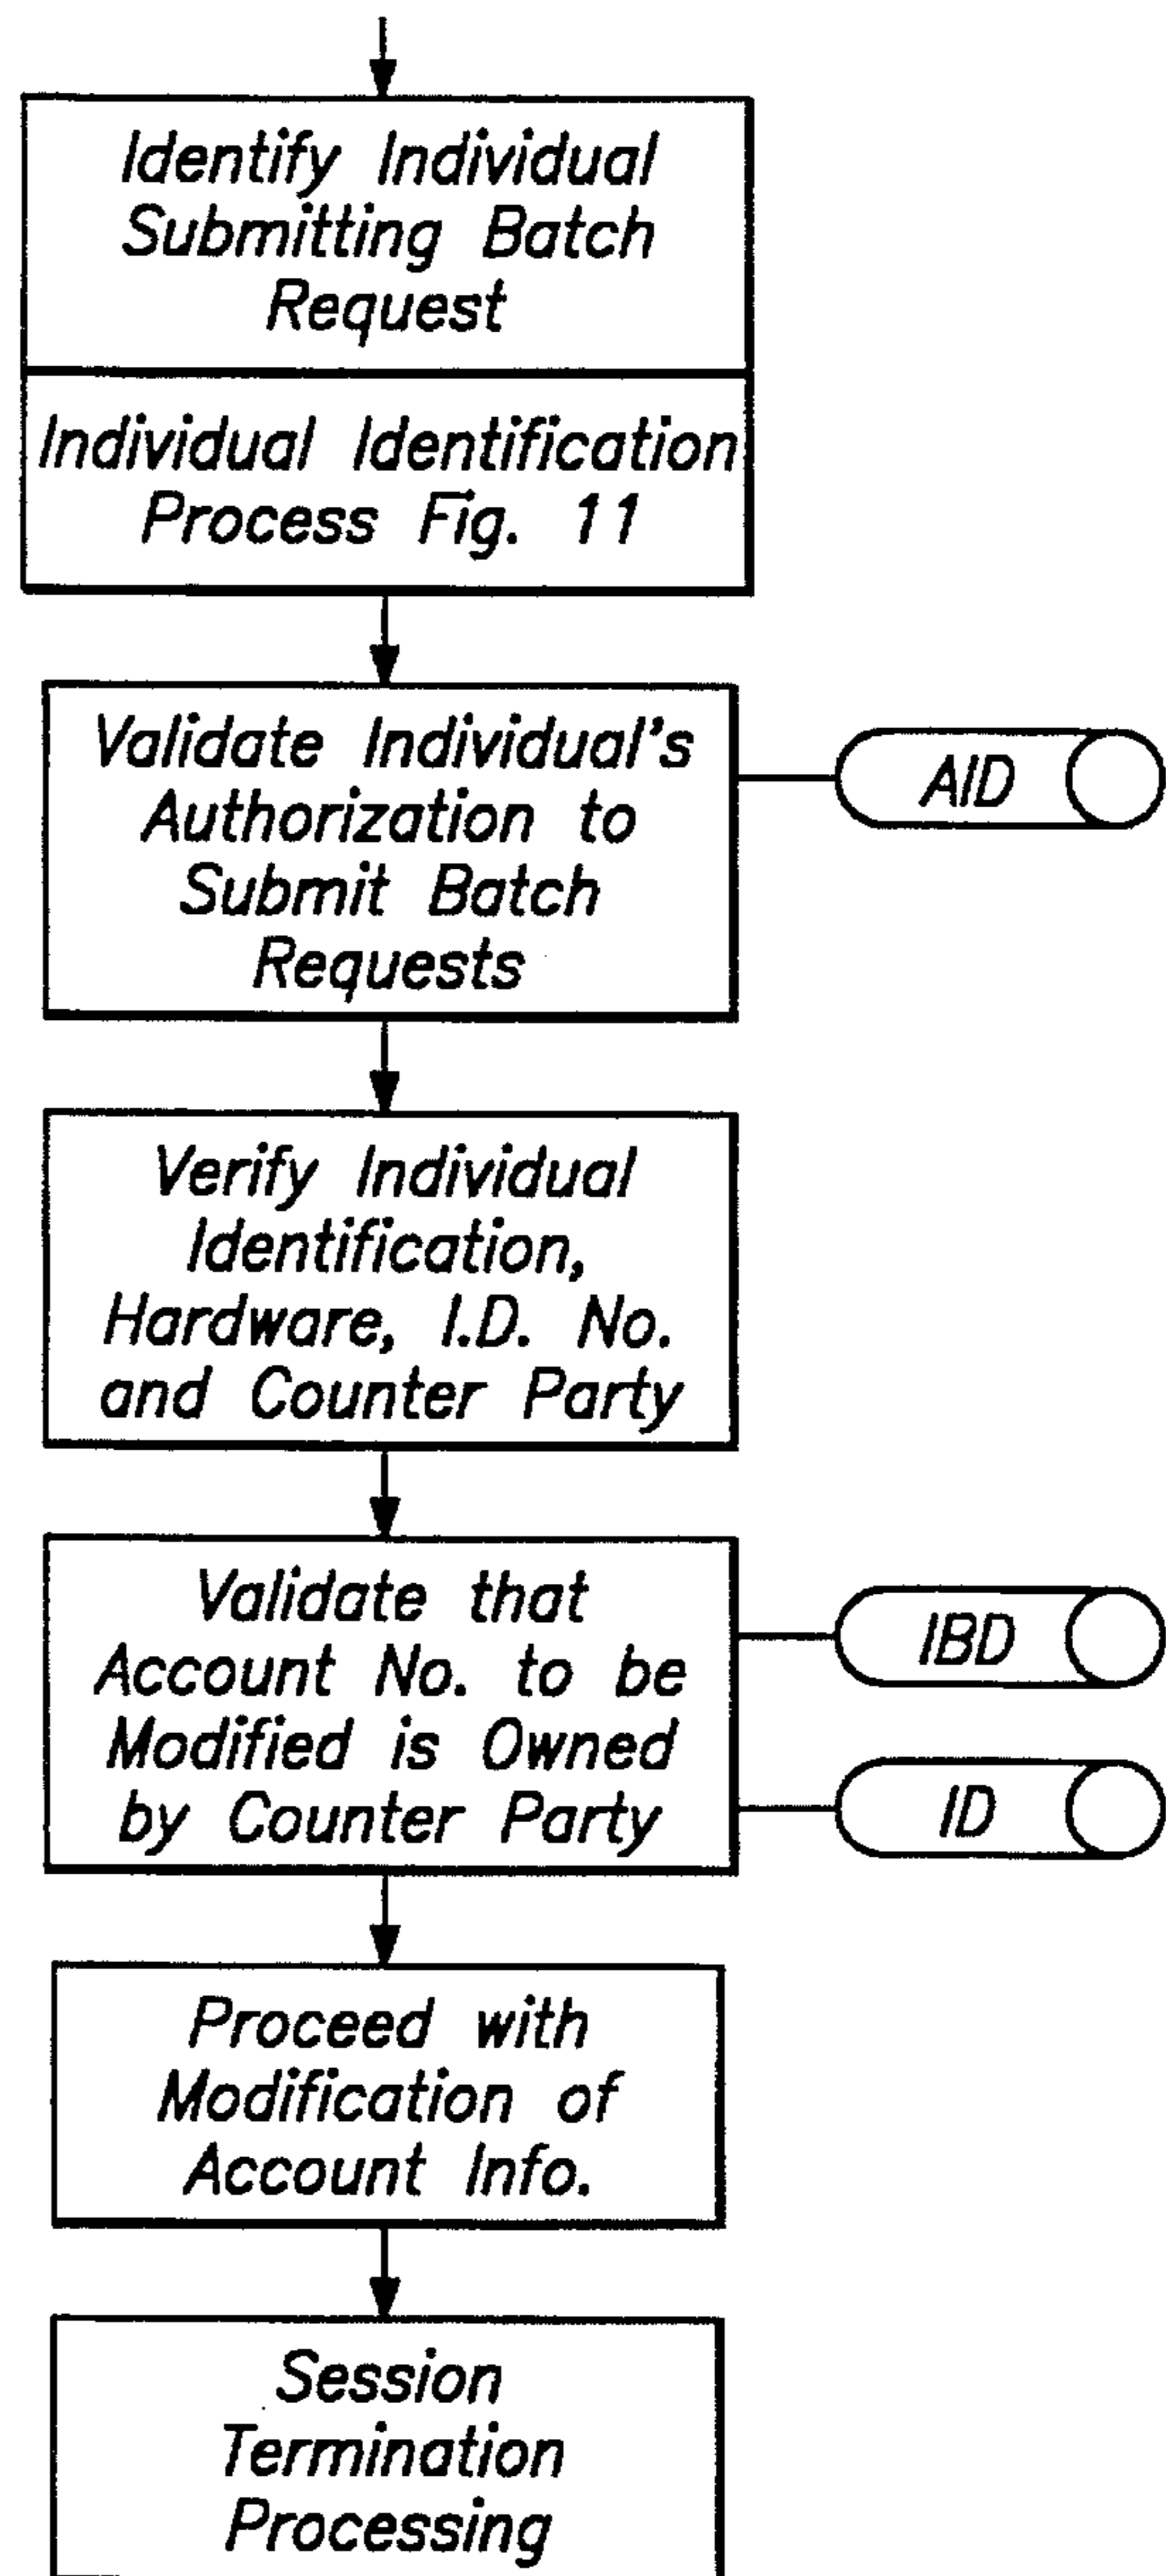 Identify Individual
Submitting Batch
Request
Individual Identification
Process Fig. 11
Validate Individual's
Authorization to
Submit Batch
Requests
AID
Verify Individual
Identification,
Hardware, I.D. No.
and Counter Party
Validate that
Account No. to be
Modified is Owned
by Counter Party
IBD
ID
Proceed with
Modification of
Account Info.
Session
Termination
Processing